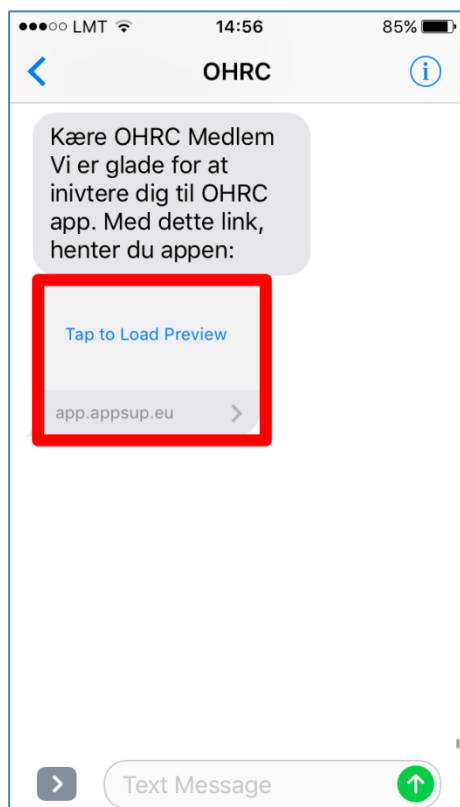 ●●●○○ LMT 14:56 85%
OHRC
Kære OHRC Medlem
Vi er glade for at
inivtere dig til OHRC
app. Med dette link,
henter du appen:
Tap to Load Preview
app.appsup.eu
Text Message